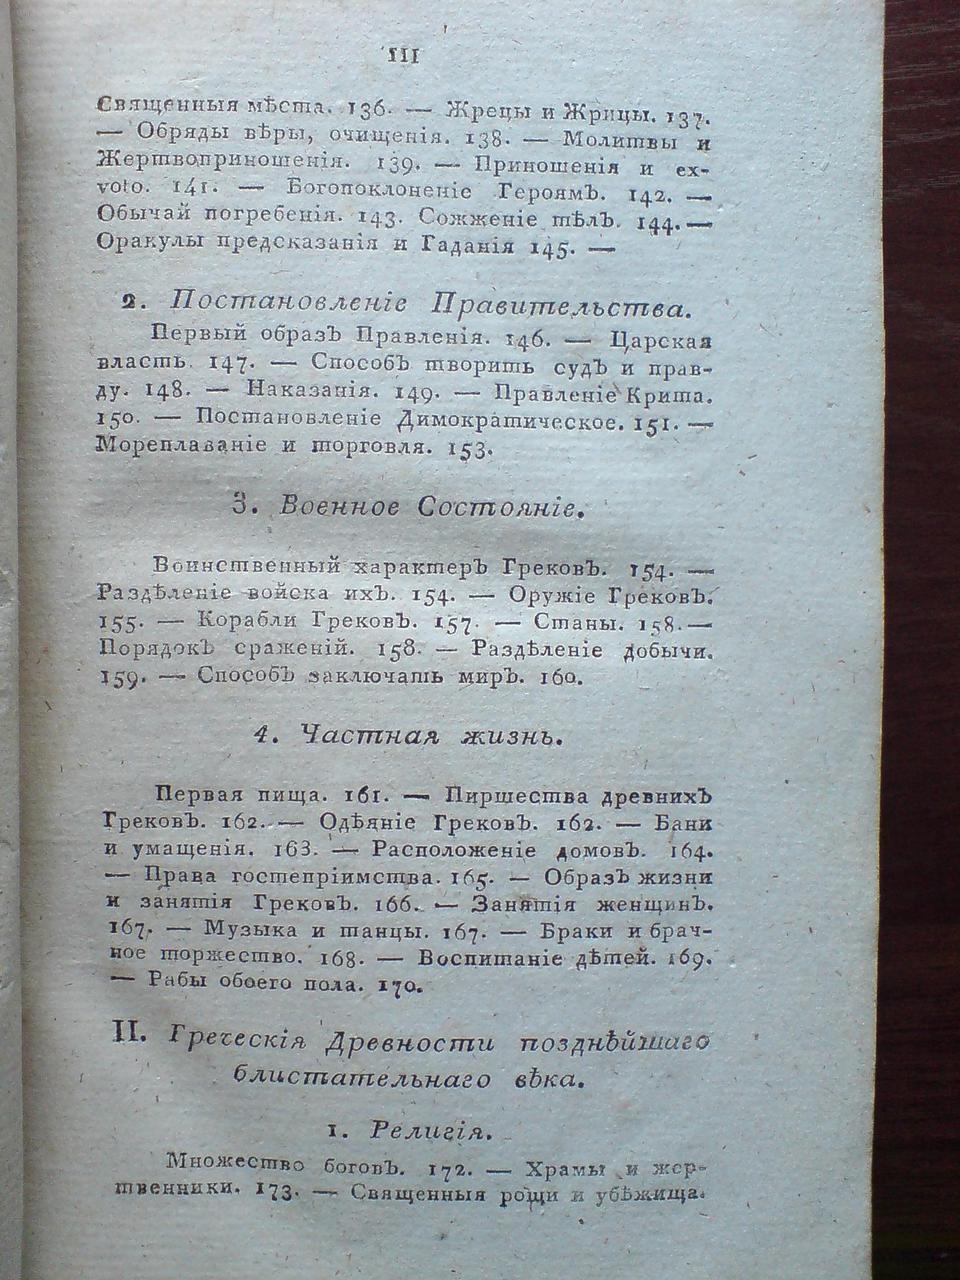 III
Священныя мѣста. 136. — Жрецы и Жрицы. 137.
— Обряды вѣры, очищенія. 138. — Молитвы и
Жертвоприношенія. 139. — Приношенія и ex-
voto. 141. — Богопоклоненіе Героямъ. 142. —
Обычай погребенія. 143. Сожженіе тѣлъ. 144. —
Оракулы предсказанія и Гаданія 145. —
2. Постановленіе Правительства.
Первый образъ Правленія. 146. — Царская
власть. 147. — Способъ творить судъ и прав-
ду. 148. — Наказанія. 149. — Правленіе Крита.
150. — Постановленіе Димократическое. 151. —
Мореплаваніе и торговля. 153.
3. Военное Состояніе.
Воинственный характеръ Грековъ. 154. —
Раздѣленіе войска ихъ. 154. — Оружіе Грековъ.
155. — Корабли Грековъ. 157. — Станы. 158. —
Порядокъ сраженій. 158. — Раздѣленіе добычи.
159. — Способъ заключать миръ. 160.
4. Частная жизнь.
Первая пища. 161. — Пиршества древнихъ
Грековъ. 162. — Одѣяніе Грековъ. 162. — Бани
и умащенія. 163. — Расположеніе домовъ. 164.
— Права гостепріимства. 165. — Образъ жизни
и занятія Грековъ. 166. — Занятія женщинъ.
167. — Музыка и танцы. 167. — Браки и брач-
ное торжество. 168. — Воспитаніе дѣтей. 169.
— Рабы обоего пола. 170.
II. Греческія Древности позднѣйшаго
блистательнаго вѣка.
1. Религія.
Множество боговъ. 172. — Храмы и жер-
твенники. 173. — Священныя рощи и убѣжища.